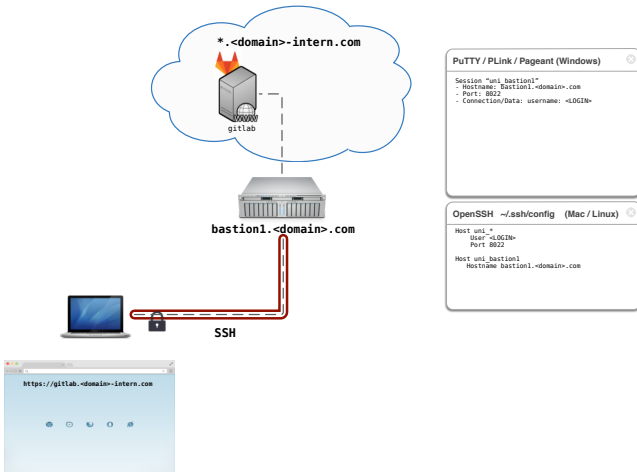 *.<domain>-intern.com
gitlab
bastion1.<domain>.com
SSH
https://gitlab.<domain>-intern.com
PuTTY / PLink / Pageant (Windows)
Session "uni_bastion1"
- Hostname: bastion1.<domain>.com
- Port: 8022
- Connection/Data: username: <LOGIN>
OpenSSH ~/.ssh/config (Mac / Linux)
Host uni_*
User <LOGIN>
Port 8022
Host uni_bastion1
Hostname bastion1.<domain>.com